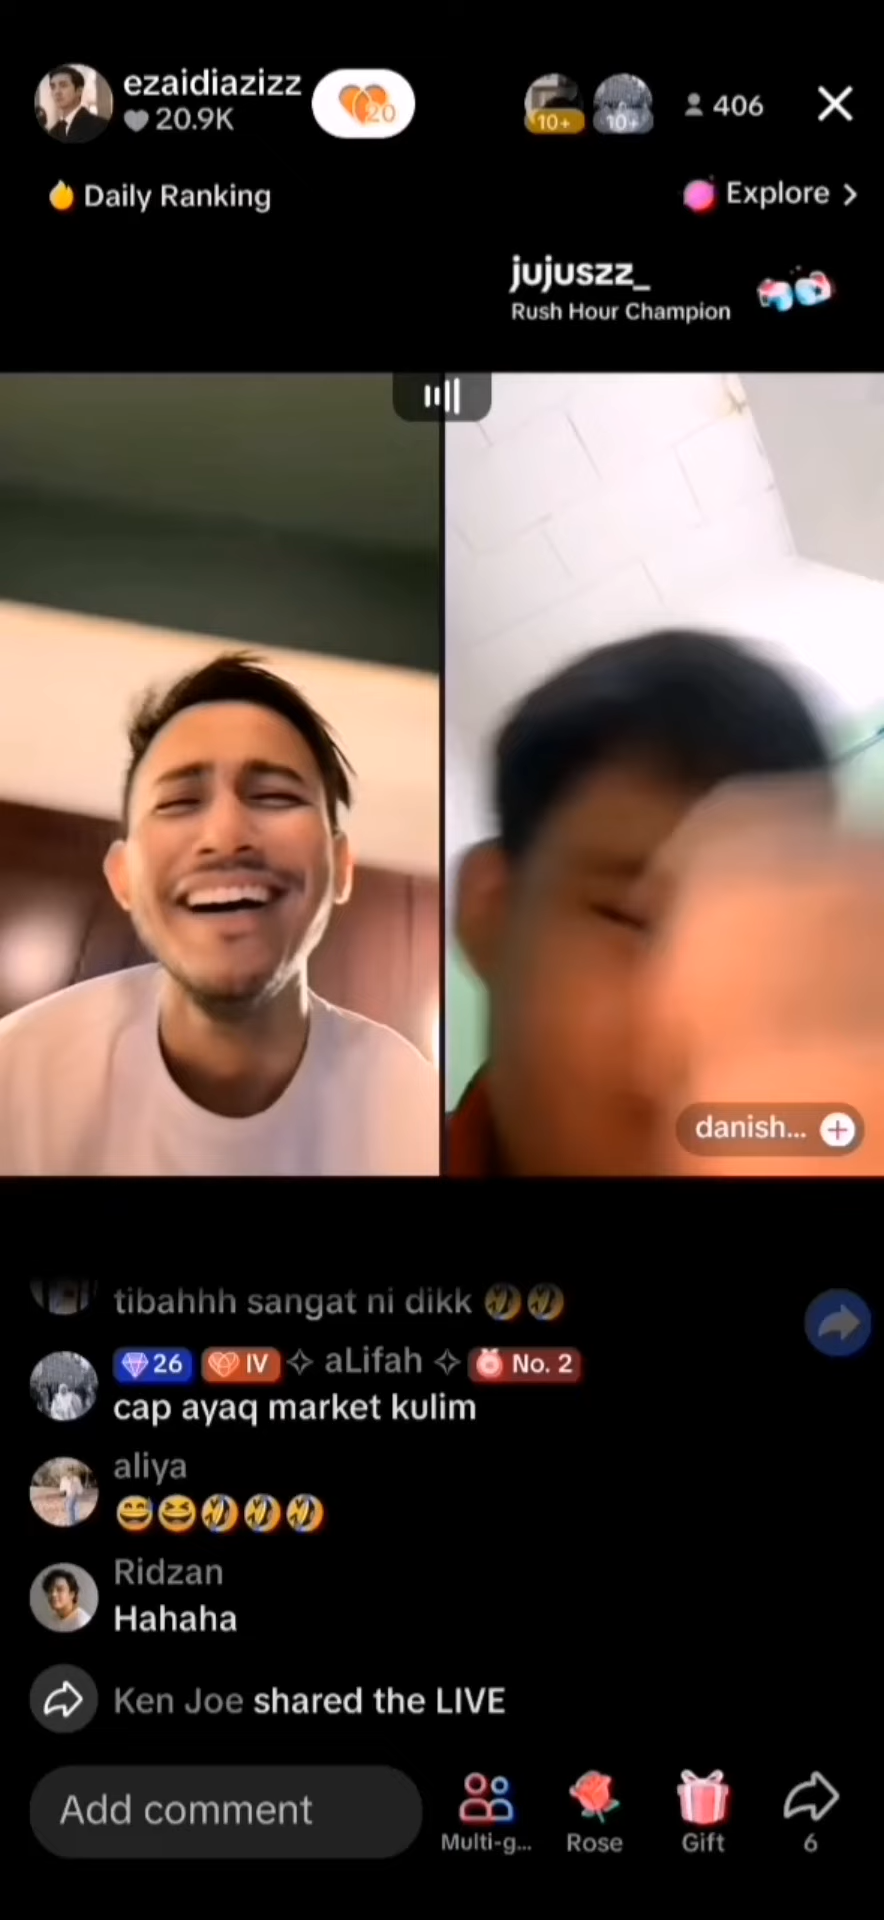 ezaidiazizz
20.9K
20
10+
10+
406
Daily Ranking
Explore
jujuszz_
Rush Hour Champion
danish...
tibahhh sangat ni dikk 🤣🤣
26 IV ✧ aLifah ✧ No. 2
cap ayaq market kulim
aliya
😅😆🤣🤣🤣
Ridzan
Hahaha
Ken Joe shared the LIVE
Add comment
Multi-g...
Rose
Gift
6